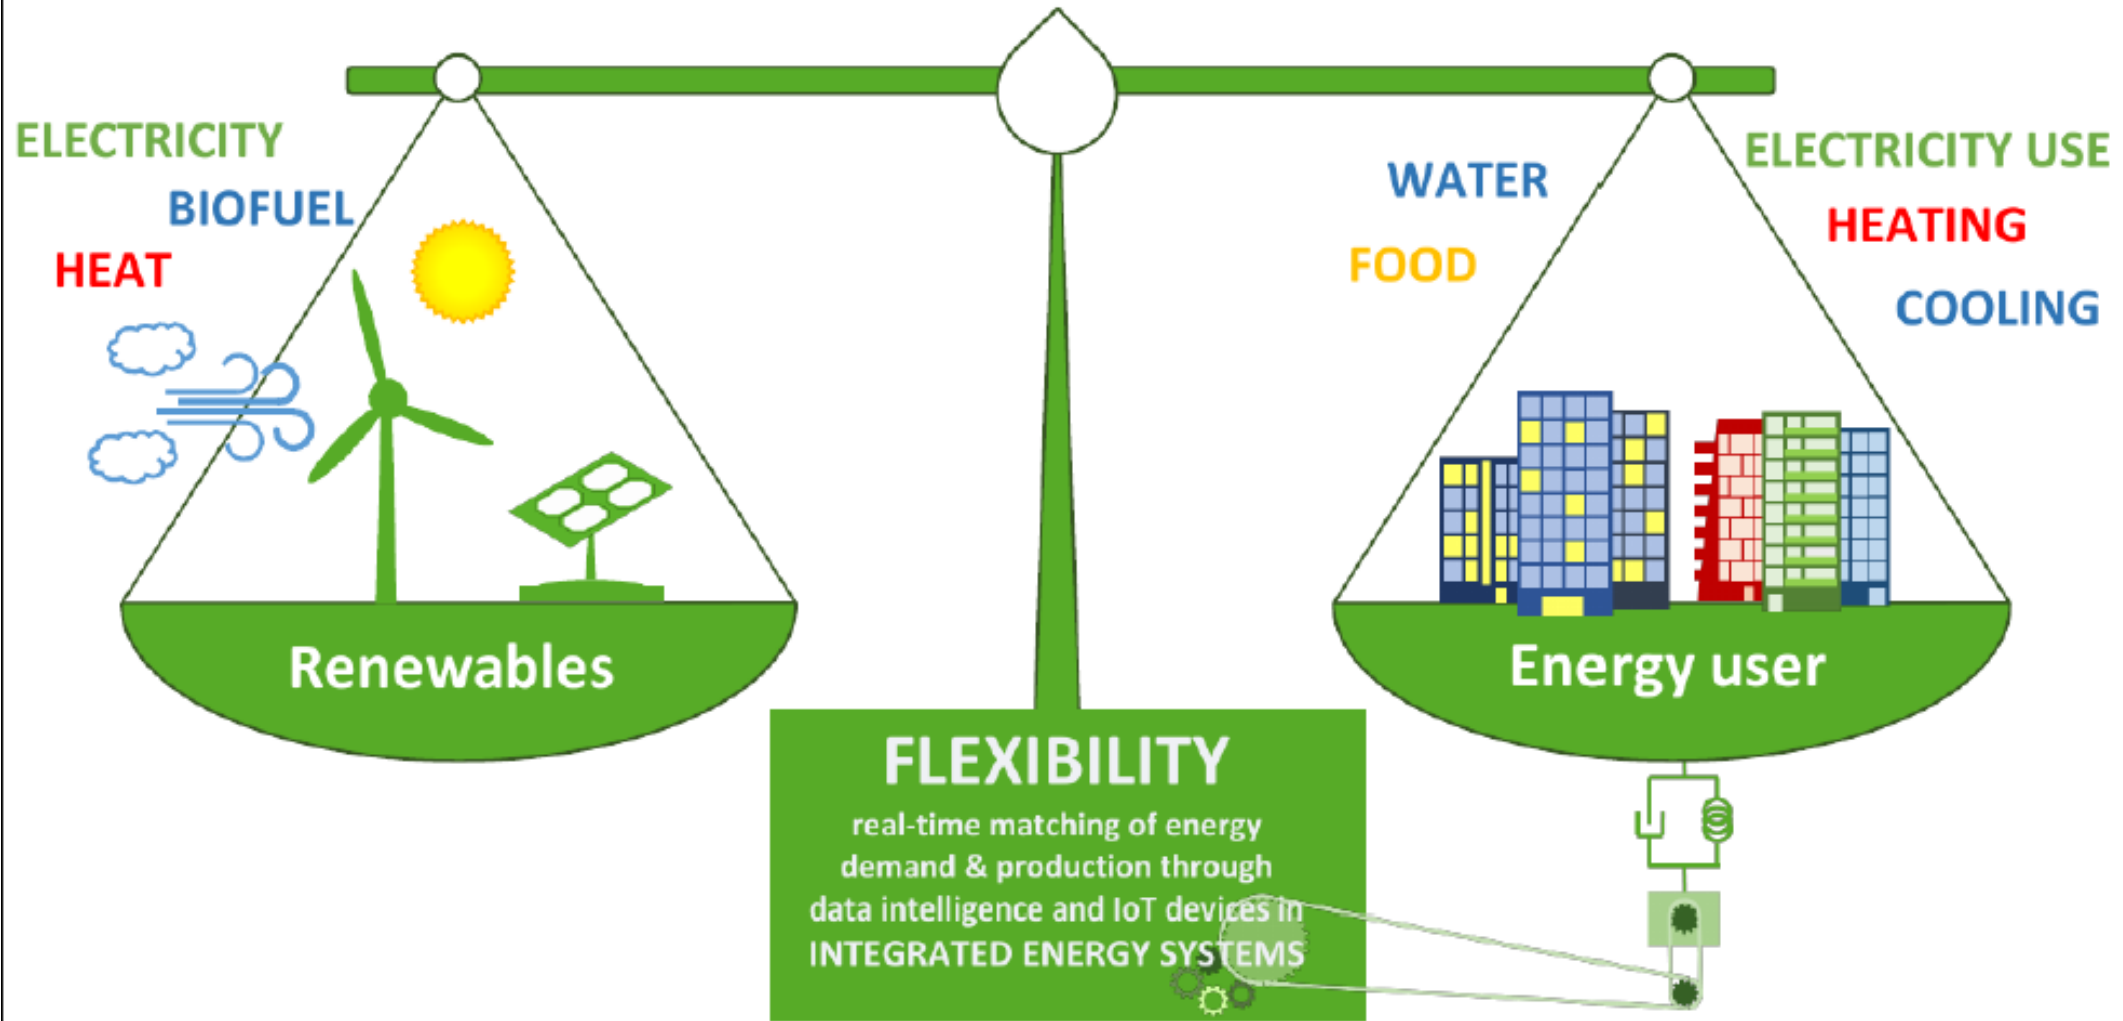 ELECTRICITY
BIOFUEL
HEAT
WATER
FOOD
ELECTRICITY USE
HEATING
COOLING
Renewables
Energy user
FLEXIBILITY
real-time matching of energy
demand & production through
data intelligence and IoT devices in
INTEGRATED ENERGY SYSTEMS